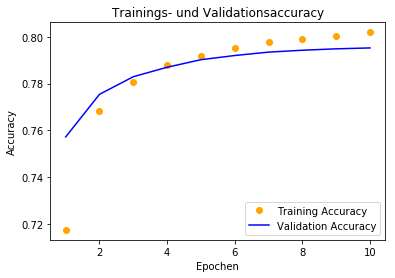 Trainings- und Validationsaccuracy
Accuracy
0.80
0.78
0.76
0.74
0.72
Training Accuracy
Validation Accuracy
2
4
6
8
10
Epochen